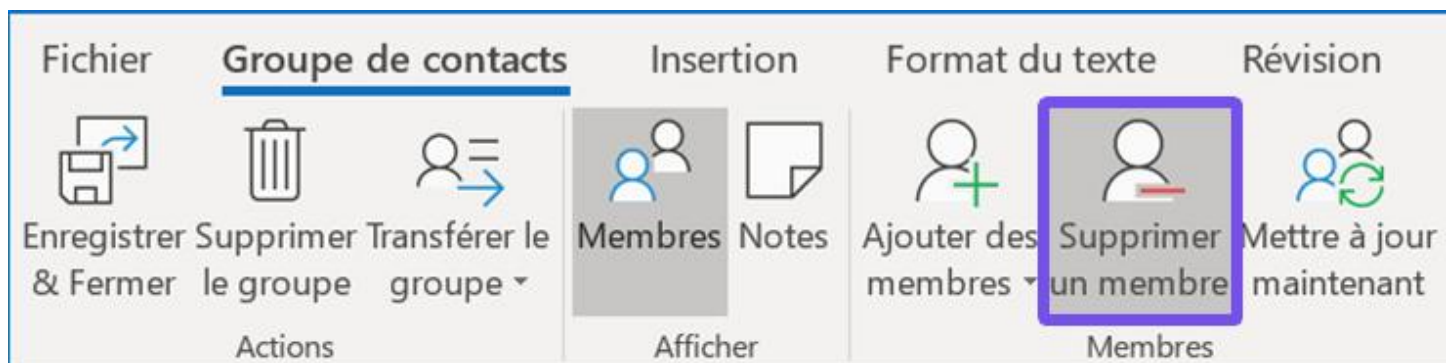 Fichier Groupe de contacts Insertion Format du texte Révision
Enregistrer Supprimer Transférer le Membres Notes Ajouter des Supprimer Mettre à jour
& Fermer le groupe groupe membres un membre maintenant
Actions Afficher Membres